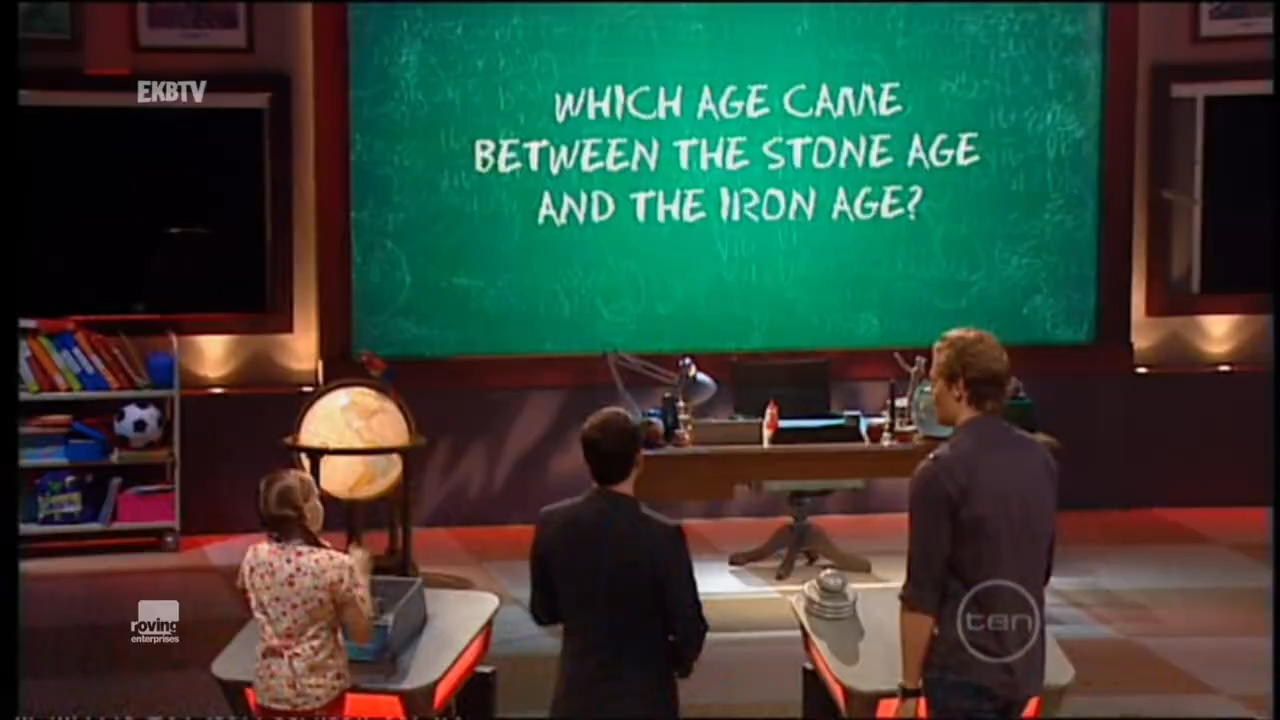 EKBTV
WHICH AGE CAME
BETWEEN THE STONE AGE
AND THE IRON AGE?
roving
enterprises
ten